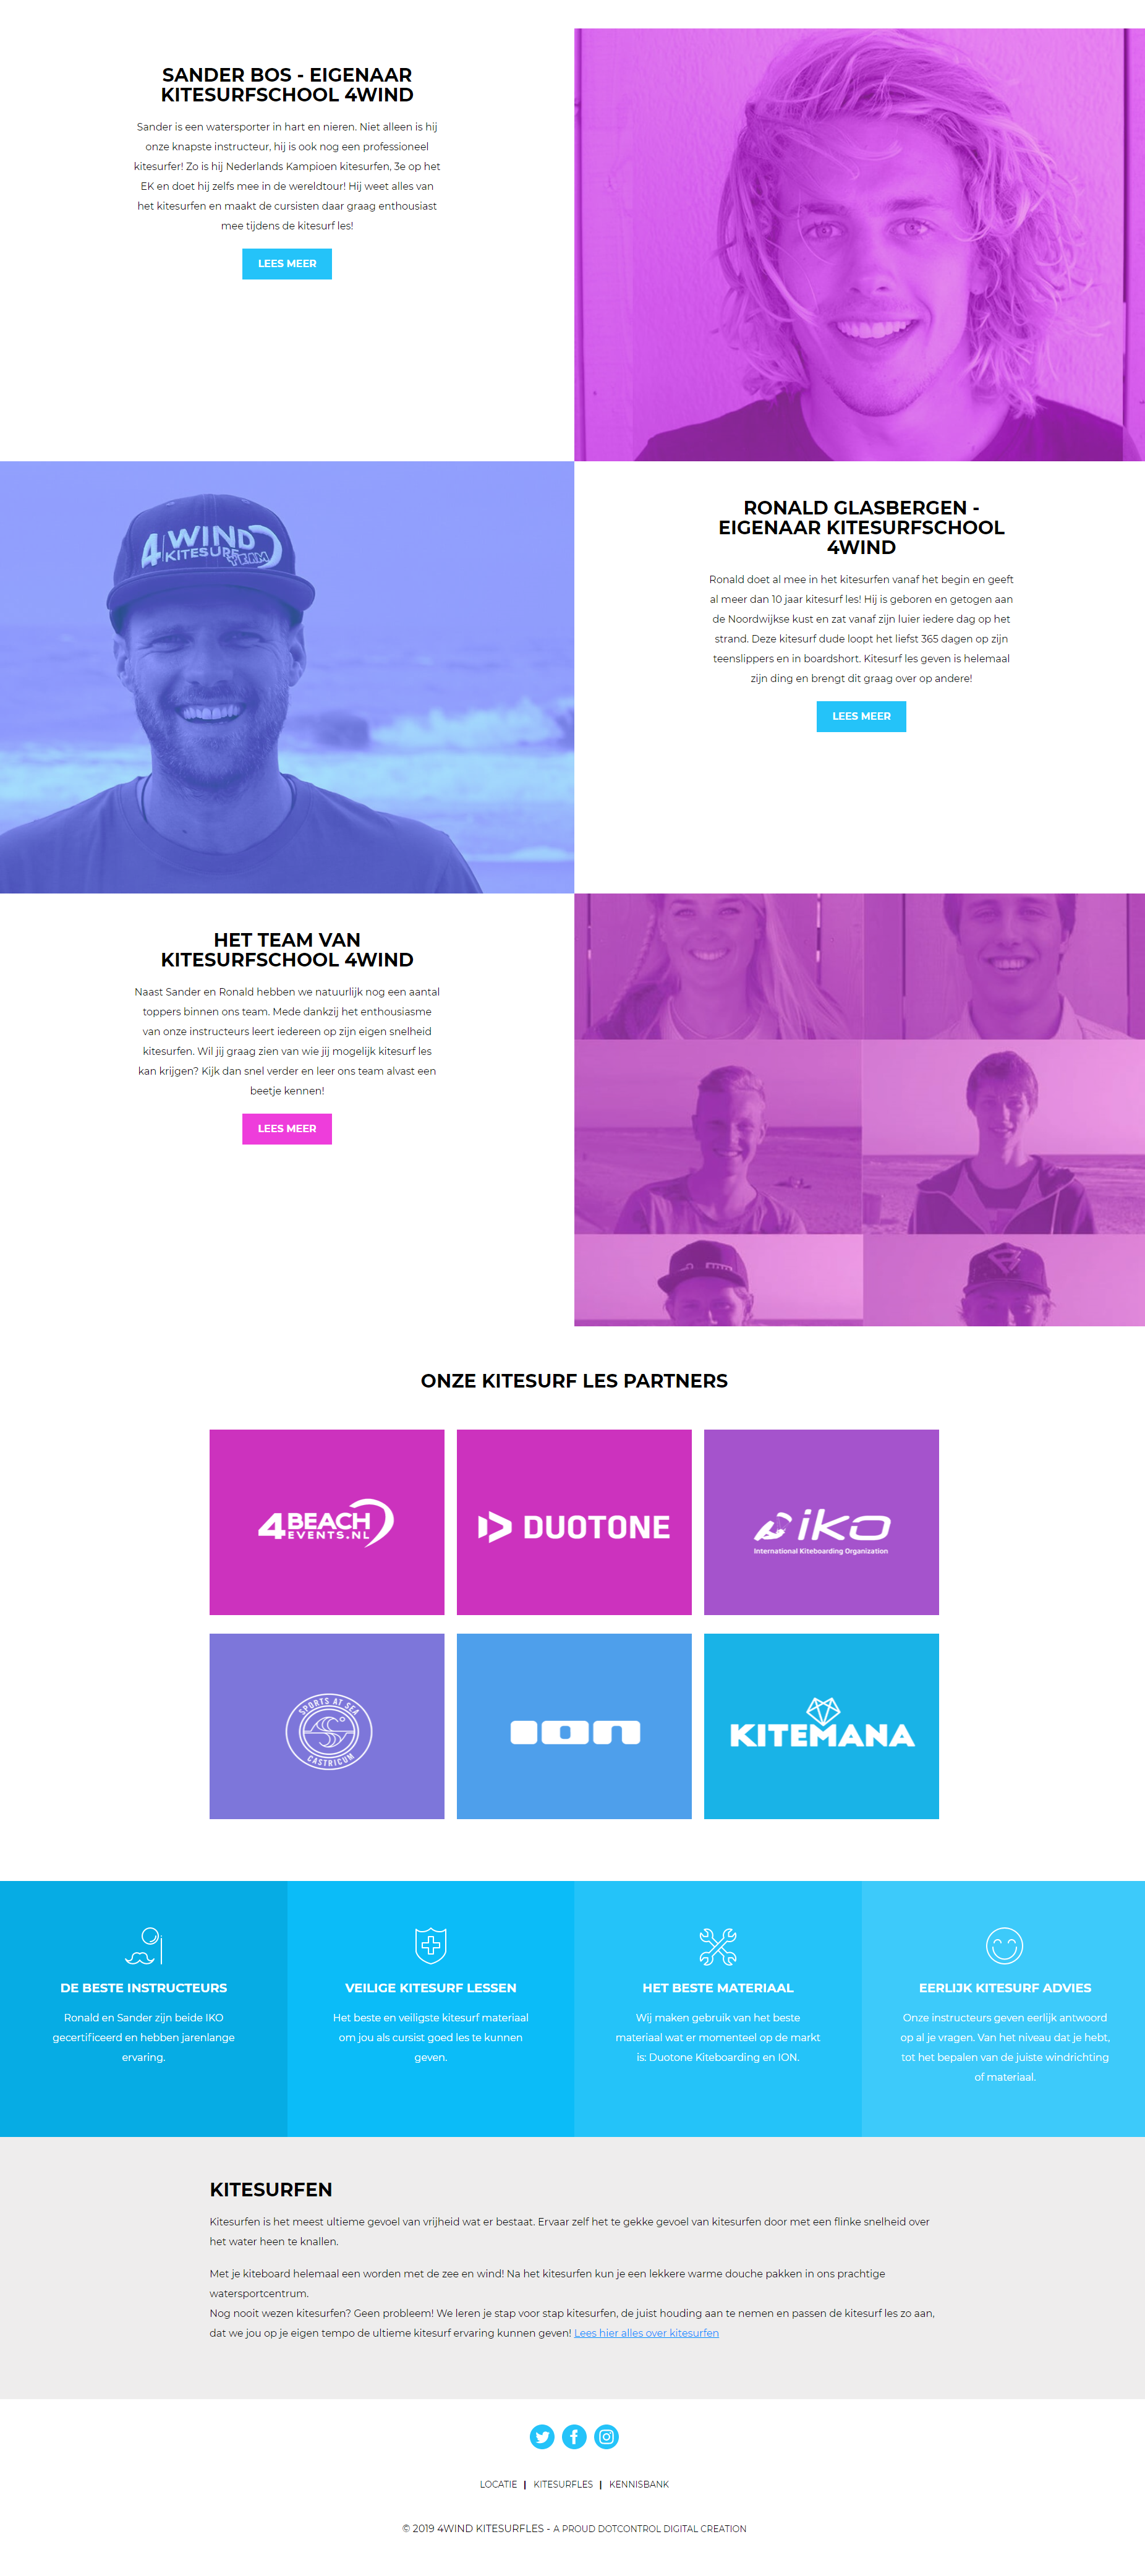 SANDER BOS - EIGENAAR
KITESURFSCHOOL 4WIND
Sander is een watersporter in hart en nieren. Niet alleen is hij
onze knapste instructeur, hij is ook nog een professioneel
kitesurfer! Zo is hij Nederlands Kampioen kitesurfen, 3e op het
EK en doet hij zelfs mee in de wereldtour! Hij weet alles van
het kitesurfen en maakt de cursisten daar graag enthousiast
mee tijdens de kitesurf les!
LEES MEER
4WIND
KITESURF
TEAM
RONALD GLASBERGEN -
EIGENAAR KITESURFSCHOOL
4WIND
Ronald doet al mee in het kitesurfen vanaf het begin en geeft
al meer dan 10 jaar kitesurf les! Hij is geboren en getogen aan
de Noordwijkse kust en zat vanaf zijn luier iedere dag op het
strand. Deze kitesurf dude loopt het liefst 365 dagen op zijn
teenslippers en in boardshort. Kitesurf les geven is helemaal
zijn ding en brengt dit graag over op andere!
LEES MEER
HET TEAM VAN
KITESURFSCHOOL 4WIND
Naast Sander en Ronald hebben we natuurlijk nog een aantal
toppers binnen ons team. Mede dankzij het enthousiasme
van onze instructeurs leert iedereen op zijn eigen snelheid
kitesurfen. Wil jij graag zien van wie jij mogelijk kitesurf les
kan krijgen? Kijk dan snel verder en leer ons team alvast een
beetje kennen!
LEES MEER
ONZE KITESURF LES PARTNERS
4BEACH
EVENTS.NL
DUOTONE
iko
International Kiteboarding Organization
SPORTS AT SEA
CASTRICUM
ION
KITEMANA
DE BESTE INSTRUCTEURS
Ronald en Sander zijn beide IKO
gecertificeerd en hebben jarenlange
ervaring.
VEILIGE KITESURF LESSEN
Het beste en veiligste kitesurf materiaal
om jou als cursist goed les te kunnen
geven.
HET BESTE MATERIAAL
Wij maken gebruik van het beste
materiaal wat er momenteel op de markt
is: Duotone Kiteboarding en ION.
EERLIJK KITESURF ADVIES
Onze instructeurs geven eerlijk antwoord
op al je vragen. Van het niveau dat je hebt,
tot het bepalen van de juiste windrichting
of materiaal.
KITESURFEN
Kitesurfen is het meest ultieme gevoel van vrijheid wat er bestaat. Ervaar zelf het te gekke gevoel van kitesurfen door met een flinke snelheid over
het water heen te knallen.
Met je kiteboard helemaal een worden met de zee en wind! Na het kitesurfen kun je een lekkere warme douche pakken in ons prachtige
watersportcentrum.
Nog nooit wezen kitesurfen? Geen probleem! We leren je stap voor stap kitesurfen, de juist houding aan te nemen en passen de kitesurf les zo aan,
dat we jou op je eigen tempo de ultieme kitesurf ervaring kunnen geven! Lees hier alles over kitesurfen
LOCATIE | KITESURFLES | KENNISBANK
© 2019 4WIND KITESURFLES - A PROUD DOTCONTROL DIGITAL CREATION